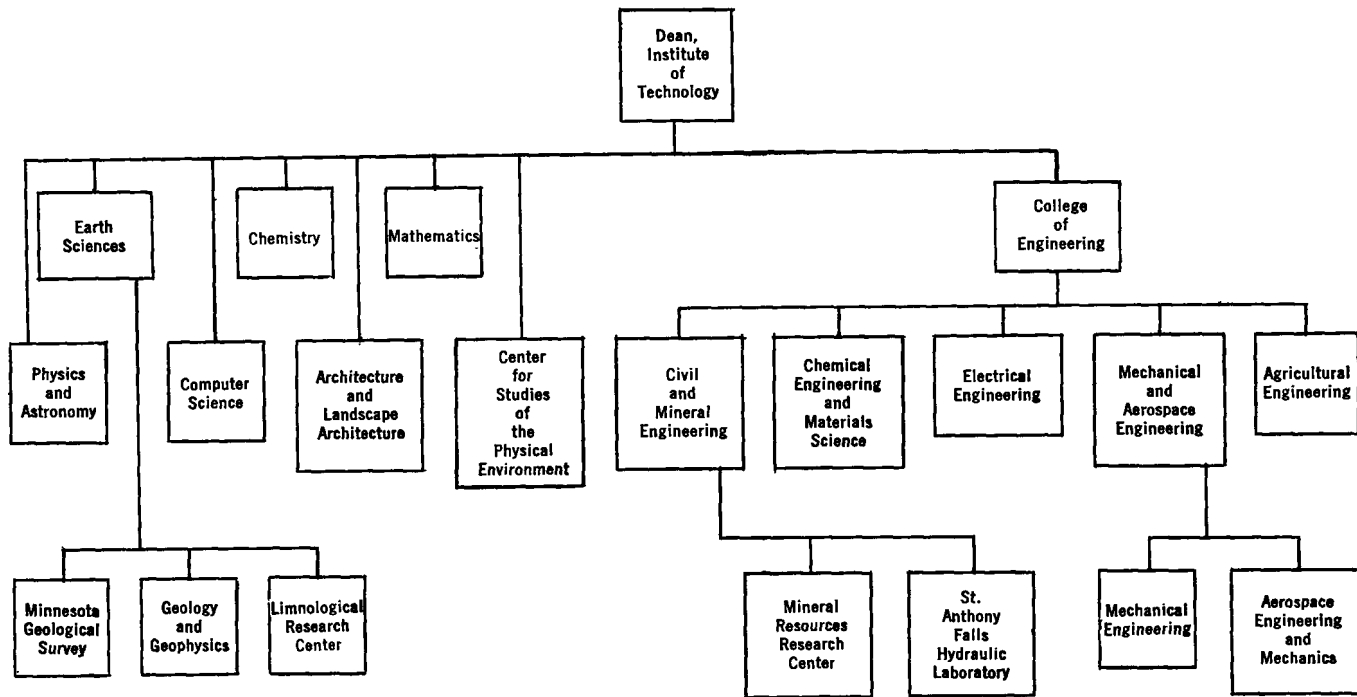 Dean,
Institute
of
Technology
Earth
Sciences
Chemistry
Mathematics
College
of
Engineering
Physics
and
Astronomy
Computer
Science
Architecture
and
Landscape
Architecture
Center
for
Studies
of
the
Physical
Environment
Civil
and
Mineral
Engineering
Chemical
Engineering
and
Materials
Science
Electrical
Engineering
Mechanical
and
Aerospace
Engineering
Agricultural
Engineering
Minnesota
Geological
Survey
Geology
and
Geophysics
Limnological
Research
Center
Mineral
Resources
Research
Center
St.
Anthony
Falls
Hydraulic
Laboratory
Mechanical
Engineering
Aerospace
Engineering
and
Mechanics